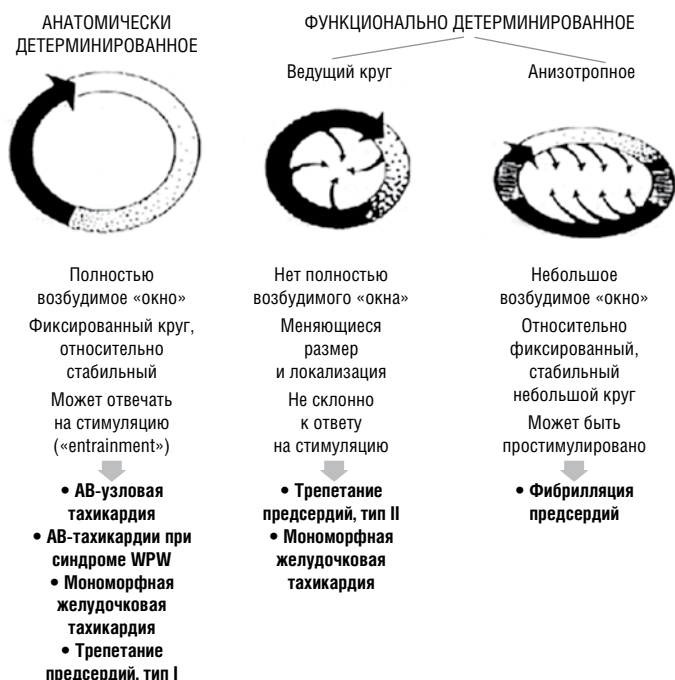 АНАТОМИЧЕСКИ
ДЕТЕРМИНИРОВАННОЕ
ФУНКЦИОНАЛЬНО ДЕТЕРМИНИРОВАННОЕ
Ведущий круг
Анизотропное
Полностью
возбудимое «окно»
Фиксированный круг,
относительно
стабильный
Может отвечать
на стимуляцию
(«entrainment»)
• АВ-узловая
тахикардия
• АВ-тахикардии при
синдроме WPW
• Мономорфная
желудочковая
тахикардия
• Трепетание
предсердий, тип I
Нет полностью
возбудимого «окна»
Меняющиеся
размер
и локализация
Не склонно
к ответу
на стимуляцию
• Трепетание
предсердий, тип II
• Мономорфная
желудочковая
тахикардия
Небольшое
возбудимое «окно»
Относительно
фиксированный,
стабильный
небольшой круг
Может быть
простимулировано
• Фибрилляция
предсердий